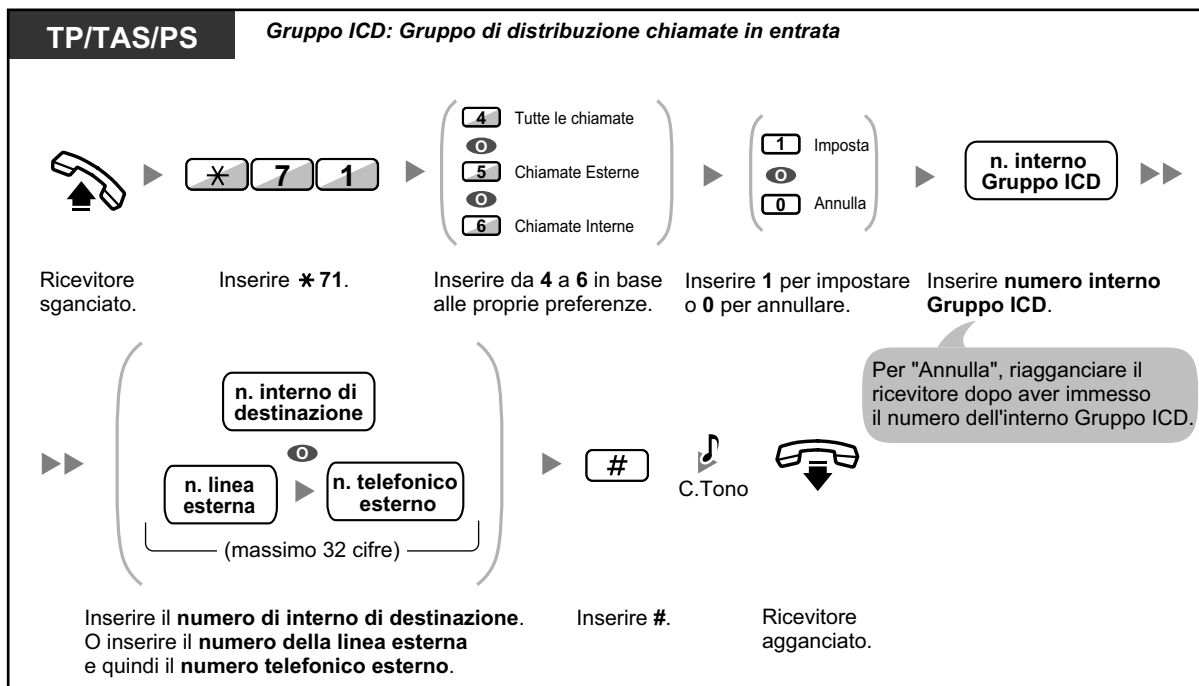 TP/TAS/PS
Gruppo ICD: Gruppo di distribuzione chiamate in entrata
4 Tutte le chiamate
O
5 Chiamate Esterne
O
6 Chiamate Interne
1 Imposta
O
0 Annulla
* 7 1
n. interno
Gruppo ICD
Ricevitore
sganciato.
Inserire * 71.
Inserire da 4 a 6 in base
alle proprie preferenze.
Inserire 1 per impostare
o 0 per annullare.
Inserire numero interno
Gruppo ICD.
Per "Annulla", riagganciare il
ricevitore dopo aver immesso
il numero dell'interno Gruppo ICD.
n. interno di
destinazione
O
n. linea
esterna
n. telefonico
esterno
(massimo 32 cifre)
#
C.Tono
Inserire il numero di interno di destinazione.
O inserire il numero della linea esterna
e quindi il numero telefonico esterno.
Inserire #.
Ricevitore
agganciato.